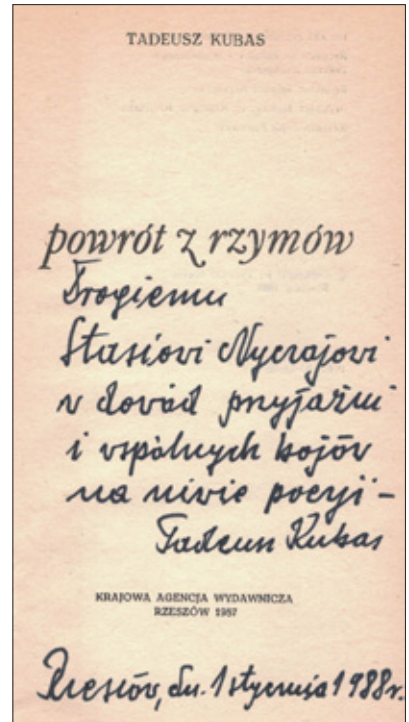 TADEUSZ KUBAS
powrót z rzymów
Drogiemu
Stasiowi Nyczajowi
w dowód przyjaźni
i wspólnych bojów
na niwie poezji –
Tadeusz Kubas
KRAJOWA AGENCJA WYDAWNICZA
RZESZÓW 1987
Rzeszów, dn. 1 stycznia 1988 r.